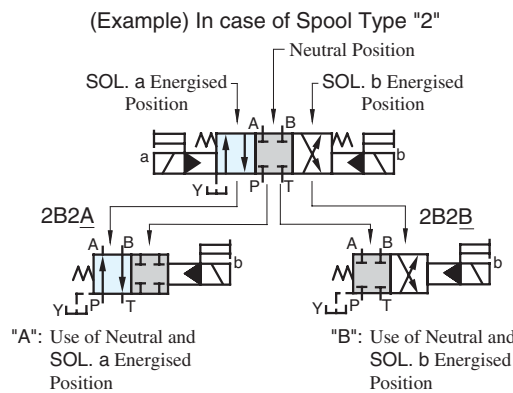 (Example) In case of Spool Type "2"
Neutral Position
SOL. a Energised
Position
SOL. b Energised
Position
A B
a
b
Y P T
2B2A
2B2B
A B
b
Y P T
A B
b
Y P T
"A": Use of Neutral and
SOL. a Energised
Position
"B": Use of Neutral and
SOL. b Energised
Position